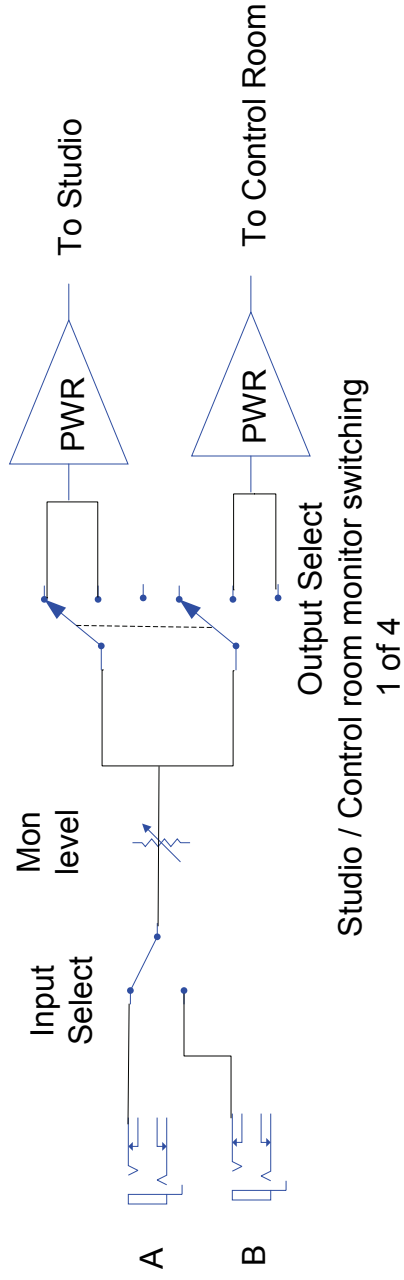 A
B
Input
Select
Mon
level
PWR
To Studio
PWR
To Control Room
Output Select
Studio / Control room monitor switching
1 of 4